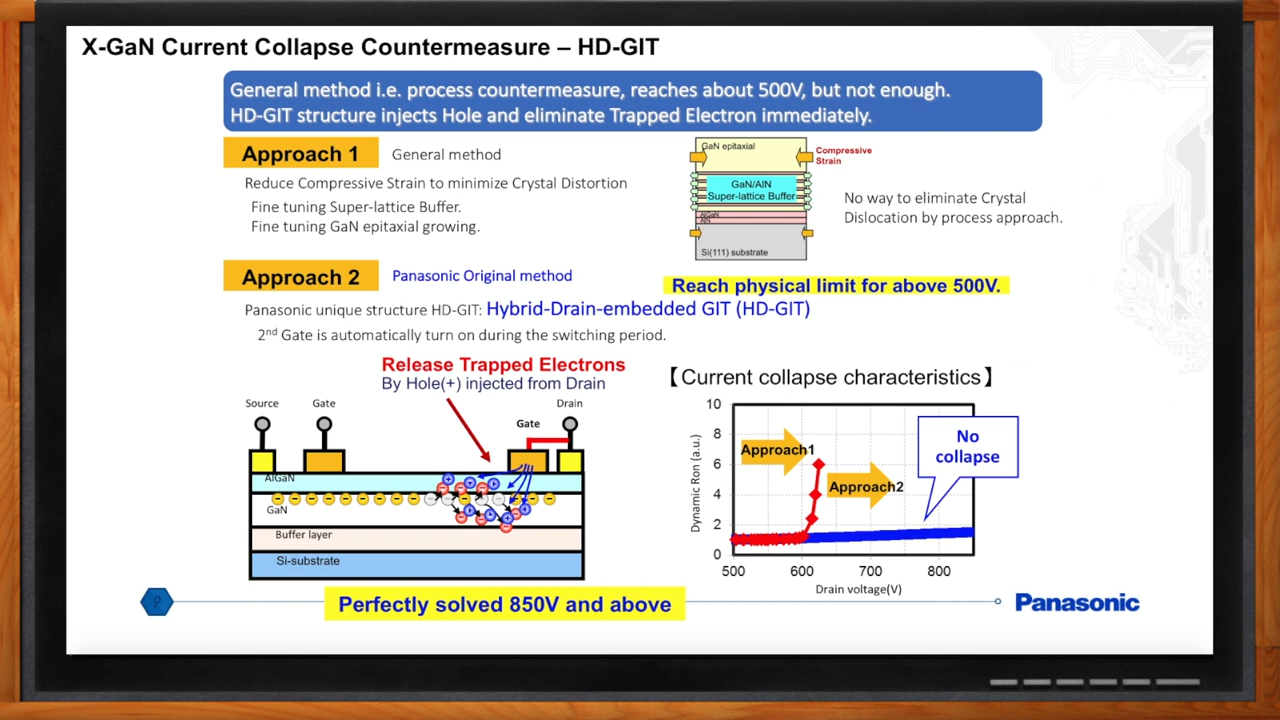 X-GaN Current Collapse Countermeasure – HD-GIT
General method i.e. process countermeasure, reaches about 500V, but not enough.
HD-GIT structure injects Hole and eliminate Trapped Electron immediately.
Approach 1
General method
Reduce Compressive Strain to minimize Crystal Distortion
Fine tuning Super-lattice Buffer.
Fine tuning GaN epitaxial growing.
GaN epitaxial
Compressive
Strain
GaN/AlN
Super-lattice Buffer
AlGaN
AlN
Si(111) substrate
No way to eliminate Crystal
Dislocation by process approach.
Approach 2
Panasonic Original method
Reach physical limit for above 500V.
Panasonic unique structure HD-GIT: Hybrid-Drain-embedded GIT (HD-GIT)
2nd Gate is automatically turn on during the switching period.
Release Trapped Electrons
By Hole(+) injected from Drain
Source
Gate
Gate
Drain
AlGaN
GaN
Buffer layer
Si-substrate
【Current collapse characteristics】
Dynamic Ron (a.u.)
10
8
6
4
2
0
Approach1
Approach2
No
collapse
500
600
700
800
Drain voltage(V)
P
Perfectly solved 850V and above
Panasonic